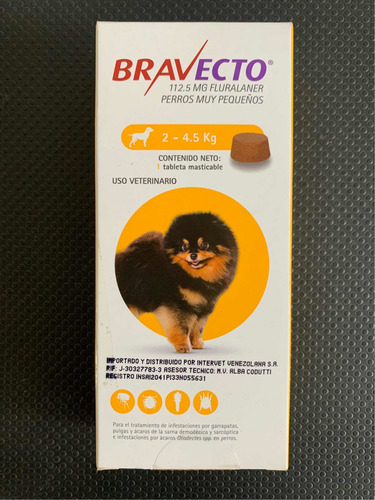 BRAVECTO®
112.5 MG FLURALANER
PERROS MUY PEQUEÑOS
2 - 4.5 Kg
CONTENIDO NETO:
1 tableta masticable
USO VETERINARIO
IMPORTADO Y DISTRIBUIDO POR INTERVET VENEZOLANA S.A.
RIF: J-30327783-3 ASESOR TECNICO: M.V. ALBA CODUTTI
REGISTRO INSAI2041PI33H055631
Para el tratamiento de infestaciones por garrapatas,
pulgas y ácaros de la sarna demodécica y sarcóptica
e infestaciones por ácaros Otodectes spp. en perros.